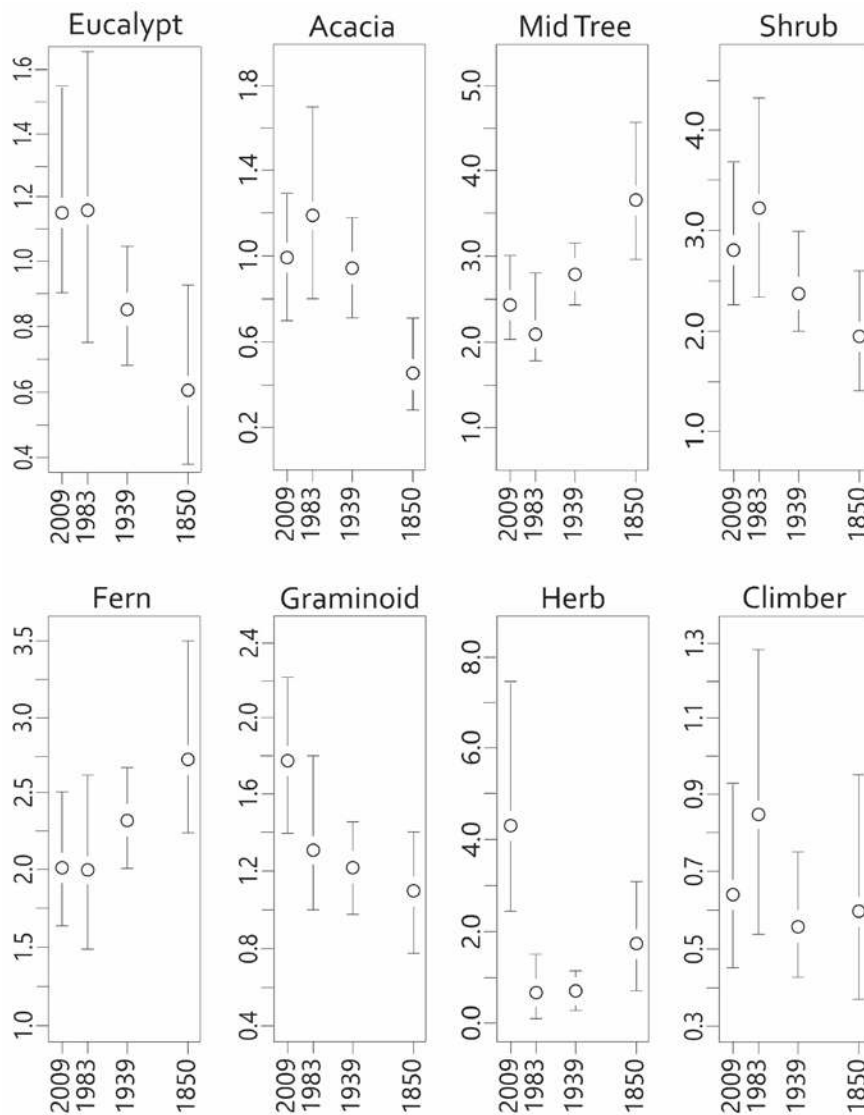 Eucalypt Acacia Mid Tree Shrub
1.6 1.8 5.0 4.0
1.4 1.4 4.0 3.0
1.2 1.0 3.0 2.0
1.0 0.6 2.0 1.0
0.8 0.2 1.0
0.6
0.4
2009 1983 1939 1850 2009 1983 1939 1850 2009 1983 1939 1850 2009 1983 1939 1850
Fern Graminoid Herb Climber
3.5 2.4 8.0 1.3
3.0 2.0 6.0 1.1
2.5 1.6 4.0 0.9
2.0 1.2 2.0 0.7
1.5 0.8 0.0 0.5
1.0 0.4 0.3
2009 1983 1939 1850 2009 1983 1939 1850 2009 1983 1939 1850 2009 1983 1939 1850